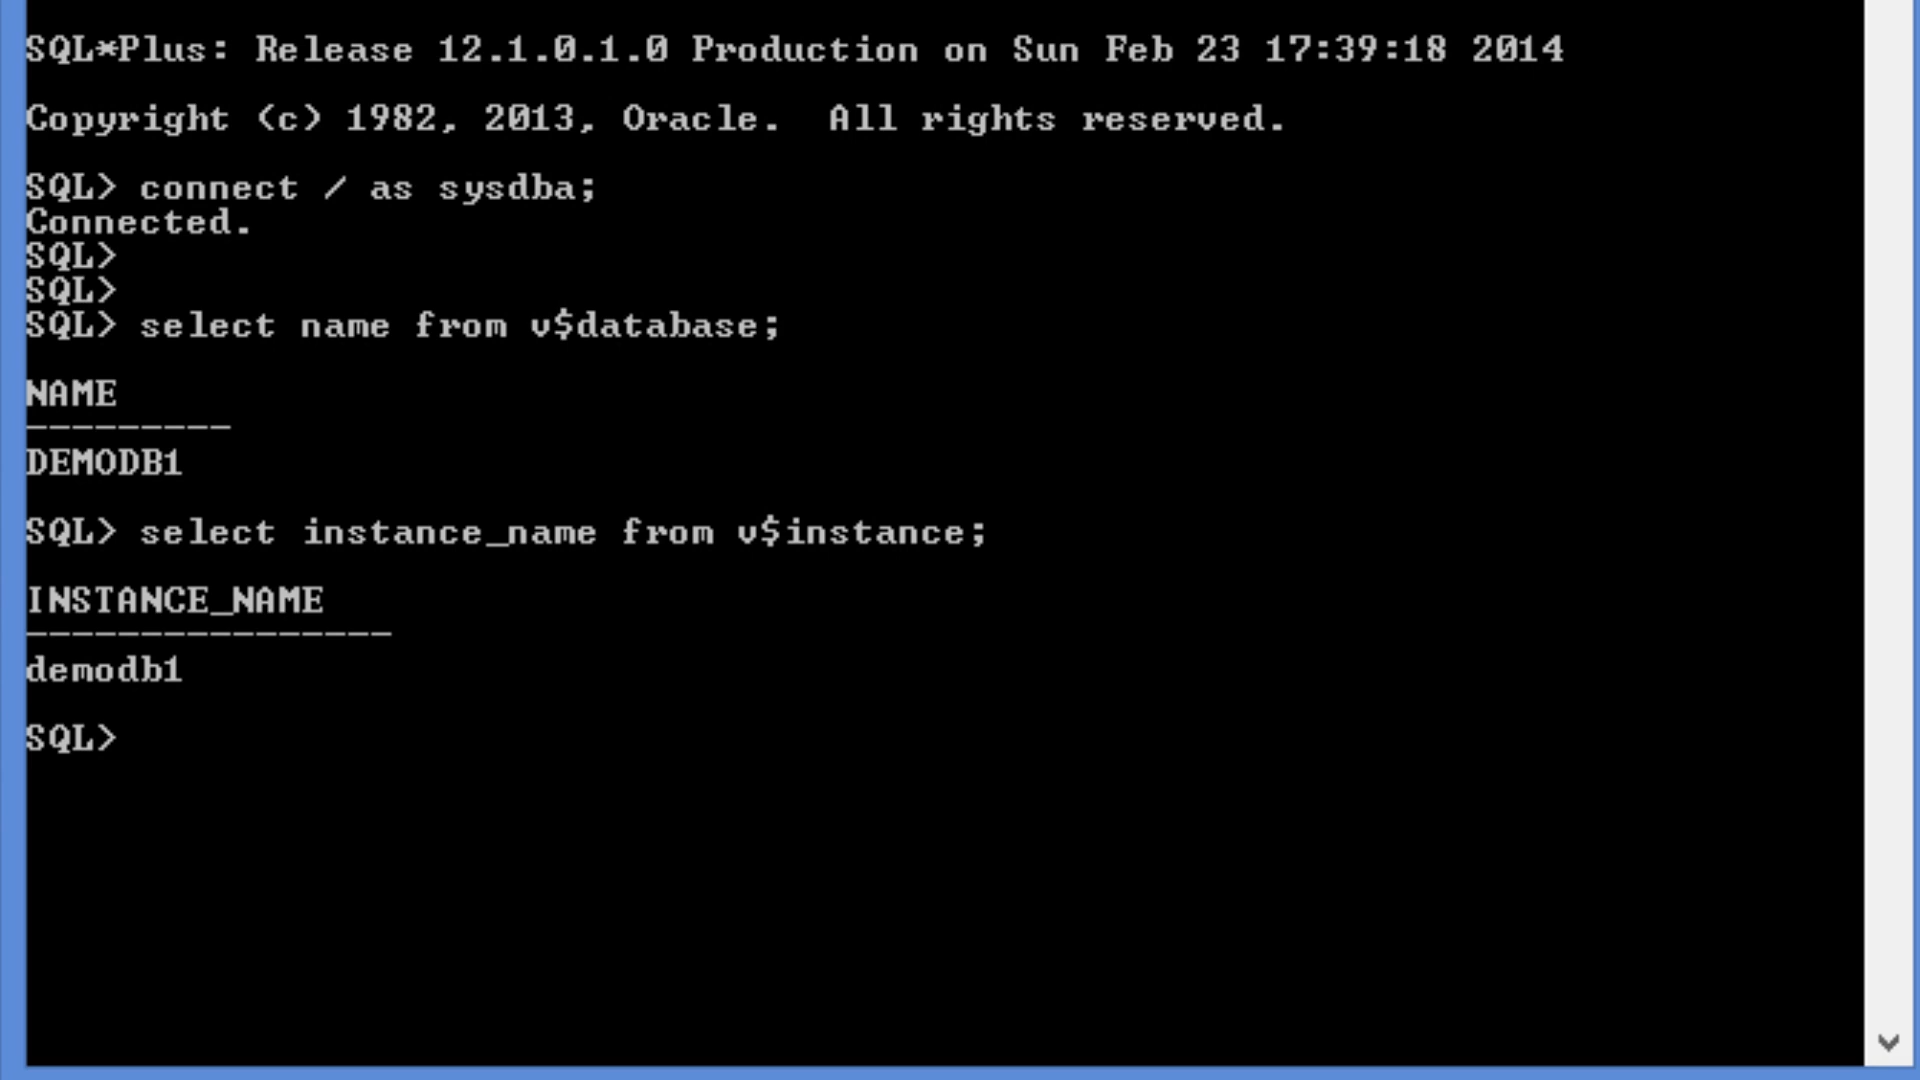 SQL*Plus: Release 12.1.0.1.0 Production on Sun Feb 23 17:39:18 2014
Copyright (c) 1982, 2013, Oracle.  All rights reserved.
SQL> connect / as sysdba;
Connected.
SQL>
SQL>
SQL> select name from v$database;
NAME
---------
DEMODB1
SQL> select instance_name from v$instance;
INSTANCE_NAME
----------------
demodb1
SQL>